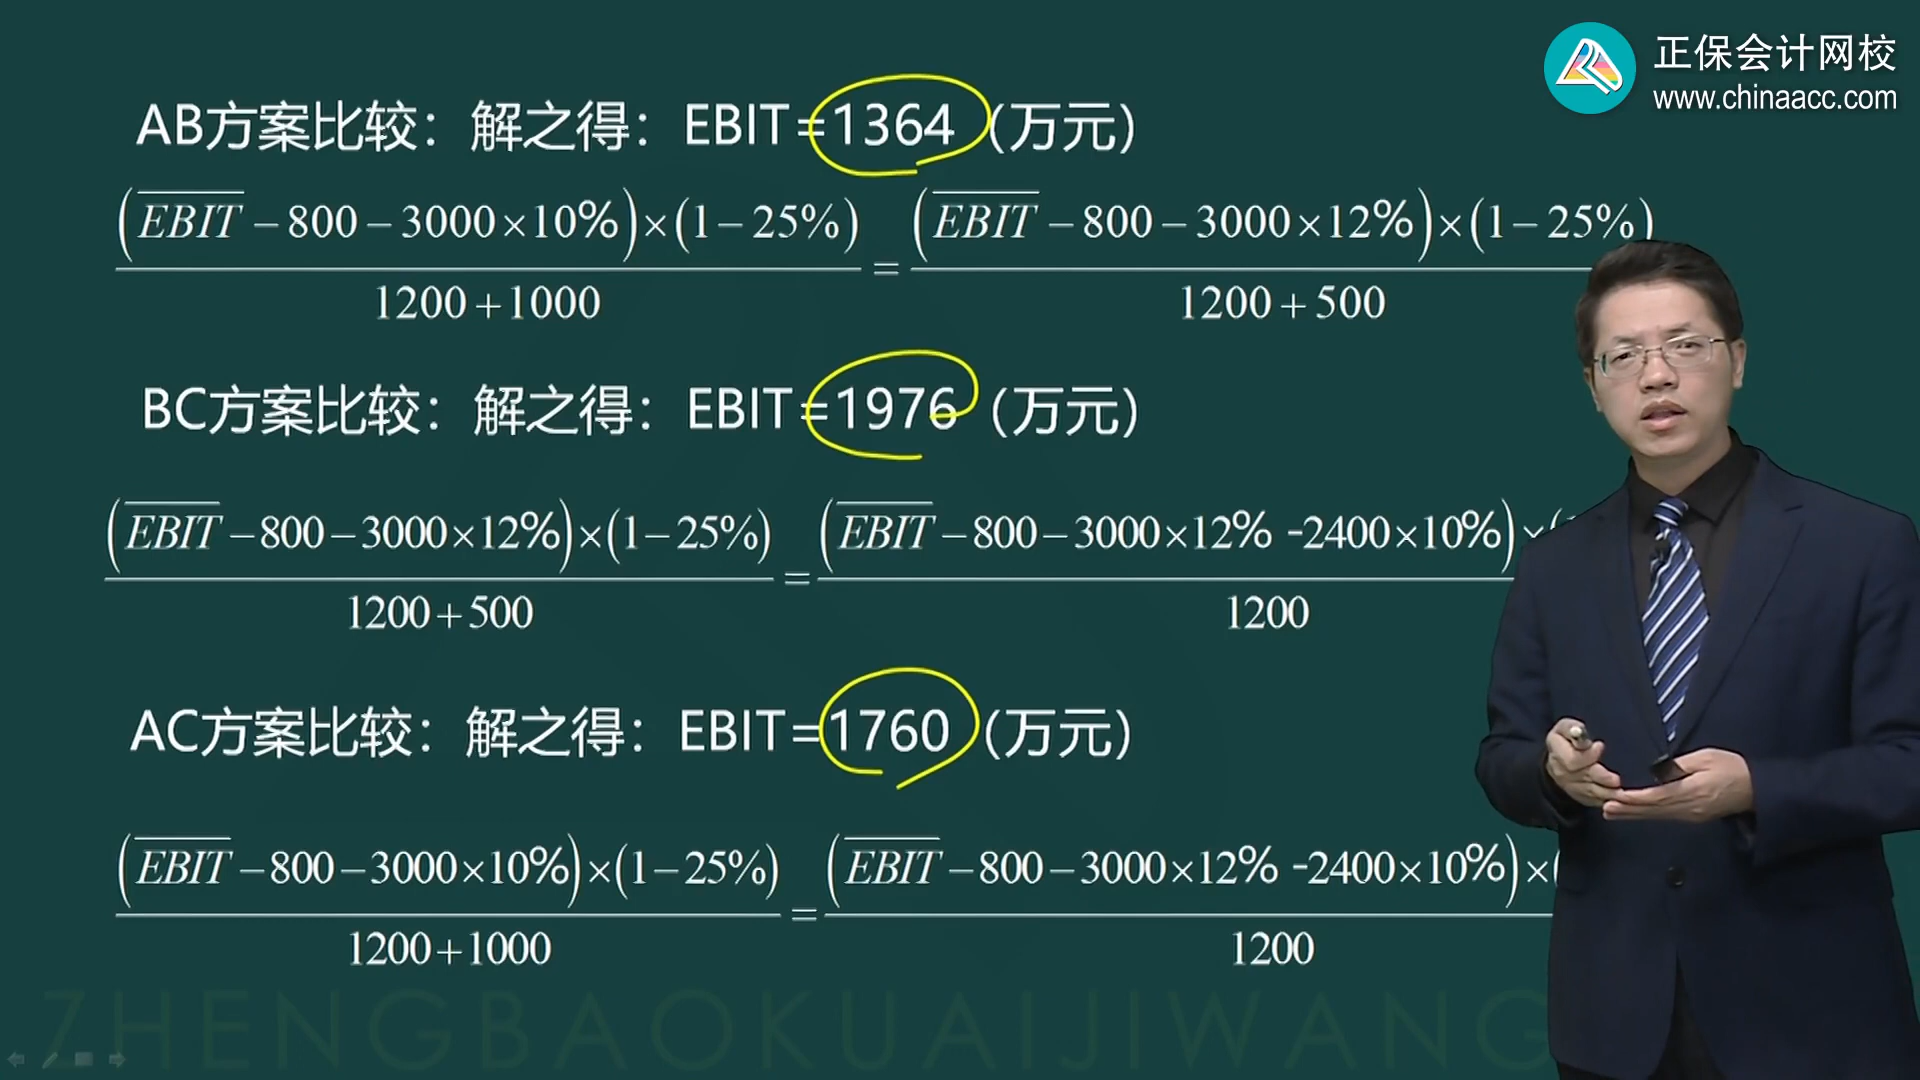 正保会计网校
www.chinaacc.com
AB方案比较：解之得：EBIT=1364（万元）
(EBIT－800－3000×10%)×(1－25%) / 1200+1000 = (EBIT－800－3000×12%)×(1－25%) / 1200+500
BC方案比较：解之得：EBIT=1976（万元）
(EBIT－800－3000×12%)×(1－25%) / 1200+500 = (EBIT－800－3000×12% -2400×10%)×( / 1200
AC方案比较：解之得：EBIT=1760（万元）
(EBIT－800－3000×10%)×(1－25%) / 1200+1000 = (EBIT－800－3000×12% -2400×10%)×( / 1200
ZHENGBAOKUAIJIWANG